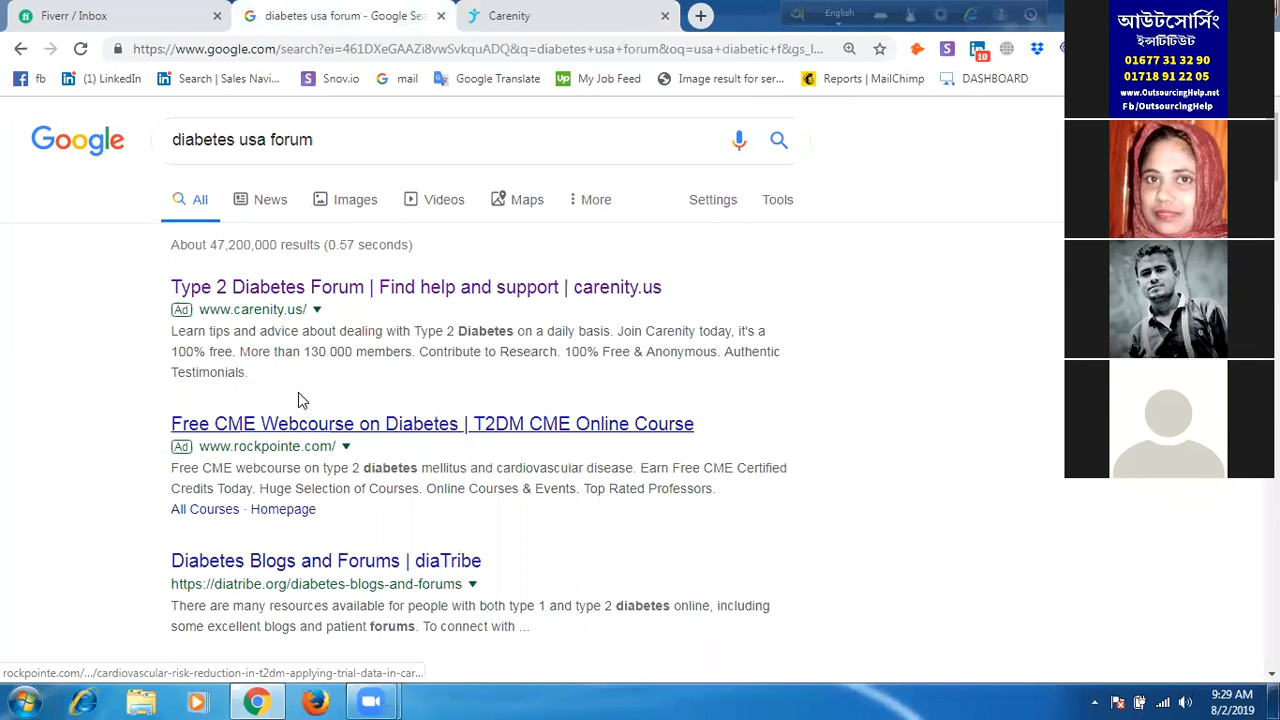 Fiverr / Inbox
diabetes usa forum - Google Sea
Carenity
English
https://www.google.com/search?ei=461DXeGAAZi8vwSvkquADQ&q=diabetes+usa+forum&oq=usa+diabetic+f&gs_l...
10
fb
(1) LinkedIn
Search | Sales Navi...
Snov.io
mail
Google Translate
My Job Feed
Image result for ser...
Reports | MailChimp
DASHBOARD
আউটসোর্সিং
ইন্সটিটিউট
01677 31 32 90
01718 91 22 05
www.OutsourcingHelp.net
Fb/OutsourcingHelp
Google
diabetes usa forum
All
News
Images
Videos
Maps
More
Settings
Tools
About 47,200,000 results (0.57 seconds)
Type 2 Diabetes Forum | Find help and support | carenity.us
Ad www.carenity.us/
Learn tips and advice about dealing with Type 2 Diabetes on a daily basis. Join Carenity today, it's a
100% free. More than 130 000 members. Contribute to Research. 100% Free & Anonymous. Authentic
Testimonials.
Free CME Webcourse on Diabetes | T2DM CME Online Course
Ad www.rockpointe.com/
Free CME webcourse on type 2 diabetes mellitus and cardiovascular disease. Earn Free CME Certified
Credits Today. Huge Selection of Courses. Online Courses & Events. Top Rated Professors.
All Courses · Homepage
Diabetes Blogs and Forums | diaTribe
https://diatribe.org/diabetes-blogs-and-forums
There are many resources available for people with both type 1 and type 2 diabetes online, including
some excellent blogs and patient forums. To connect with ...
rockpointe.com/.../cardiovascular-risk-reduction-in-t2dm-applying-trial-data-in-car...
9:29 AM
8/2/2019